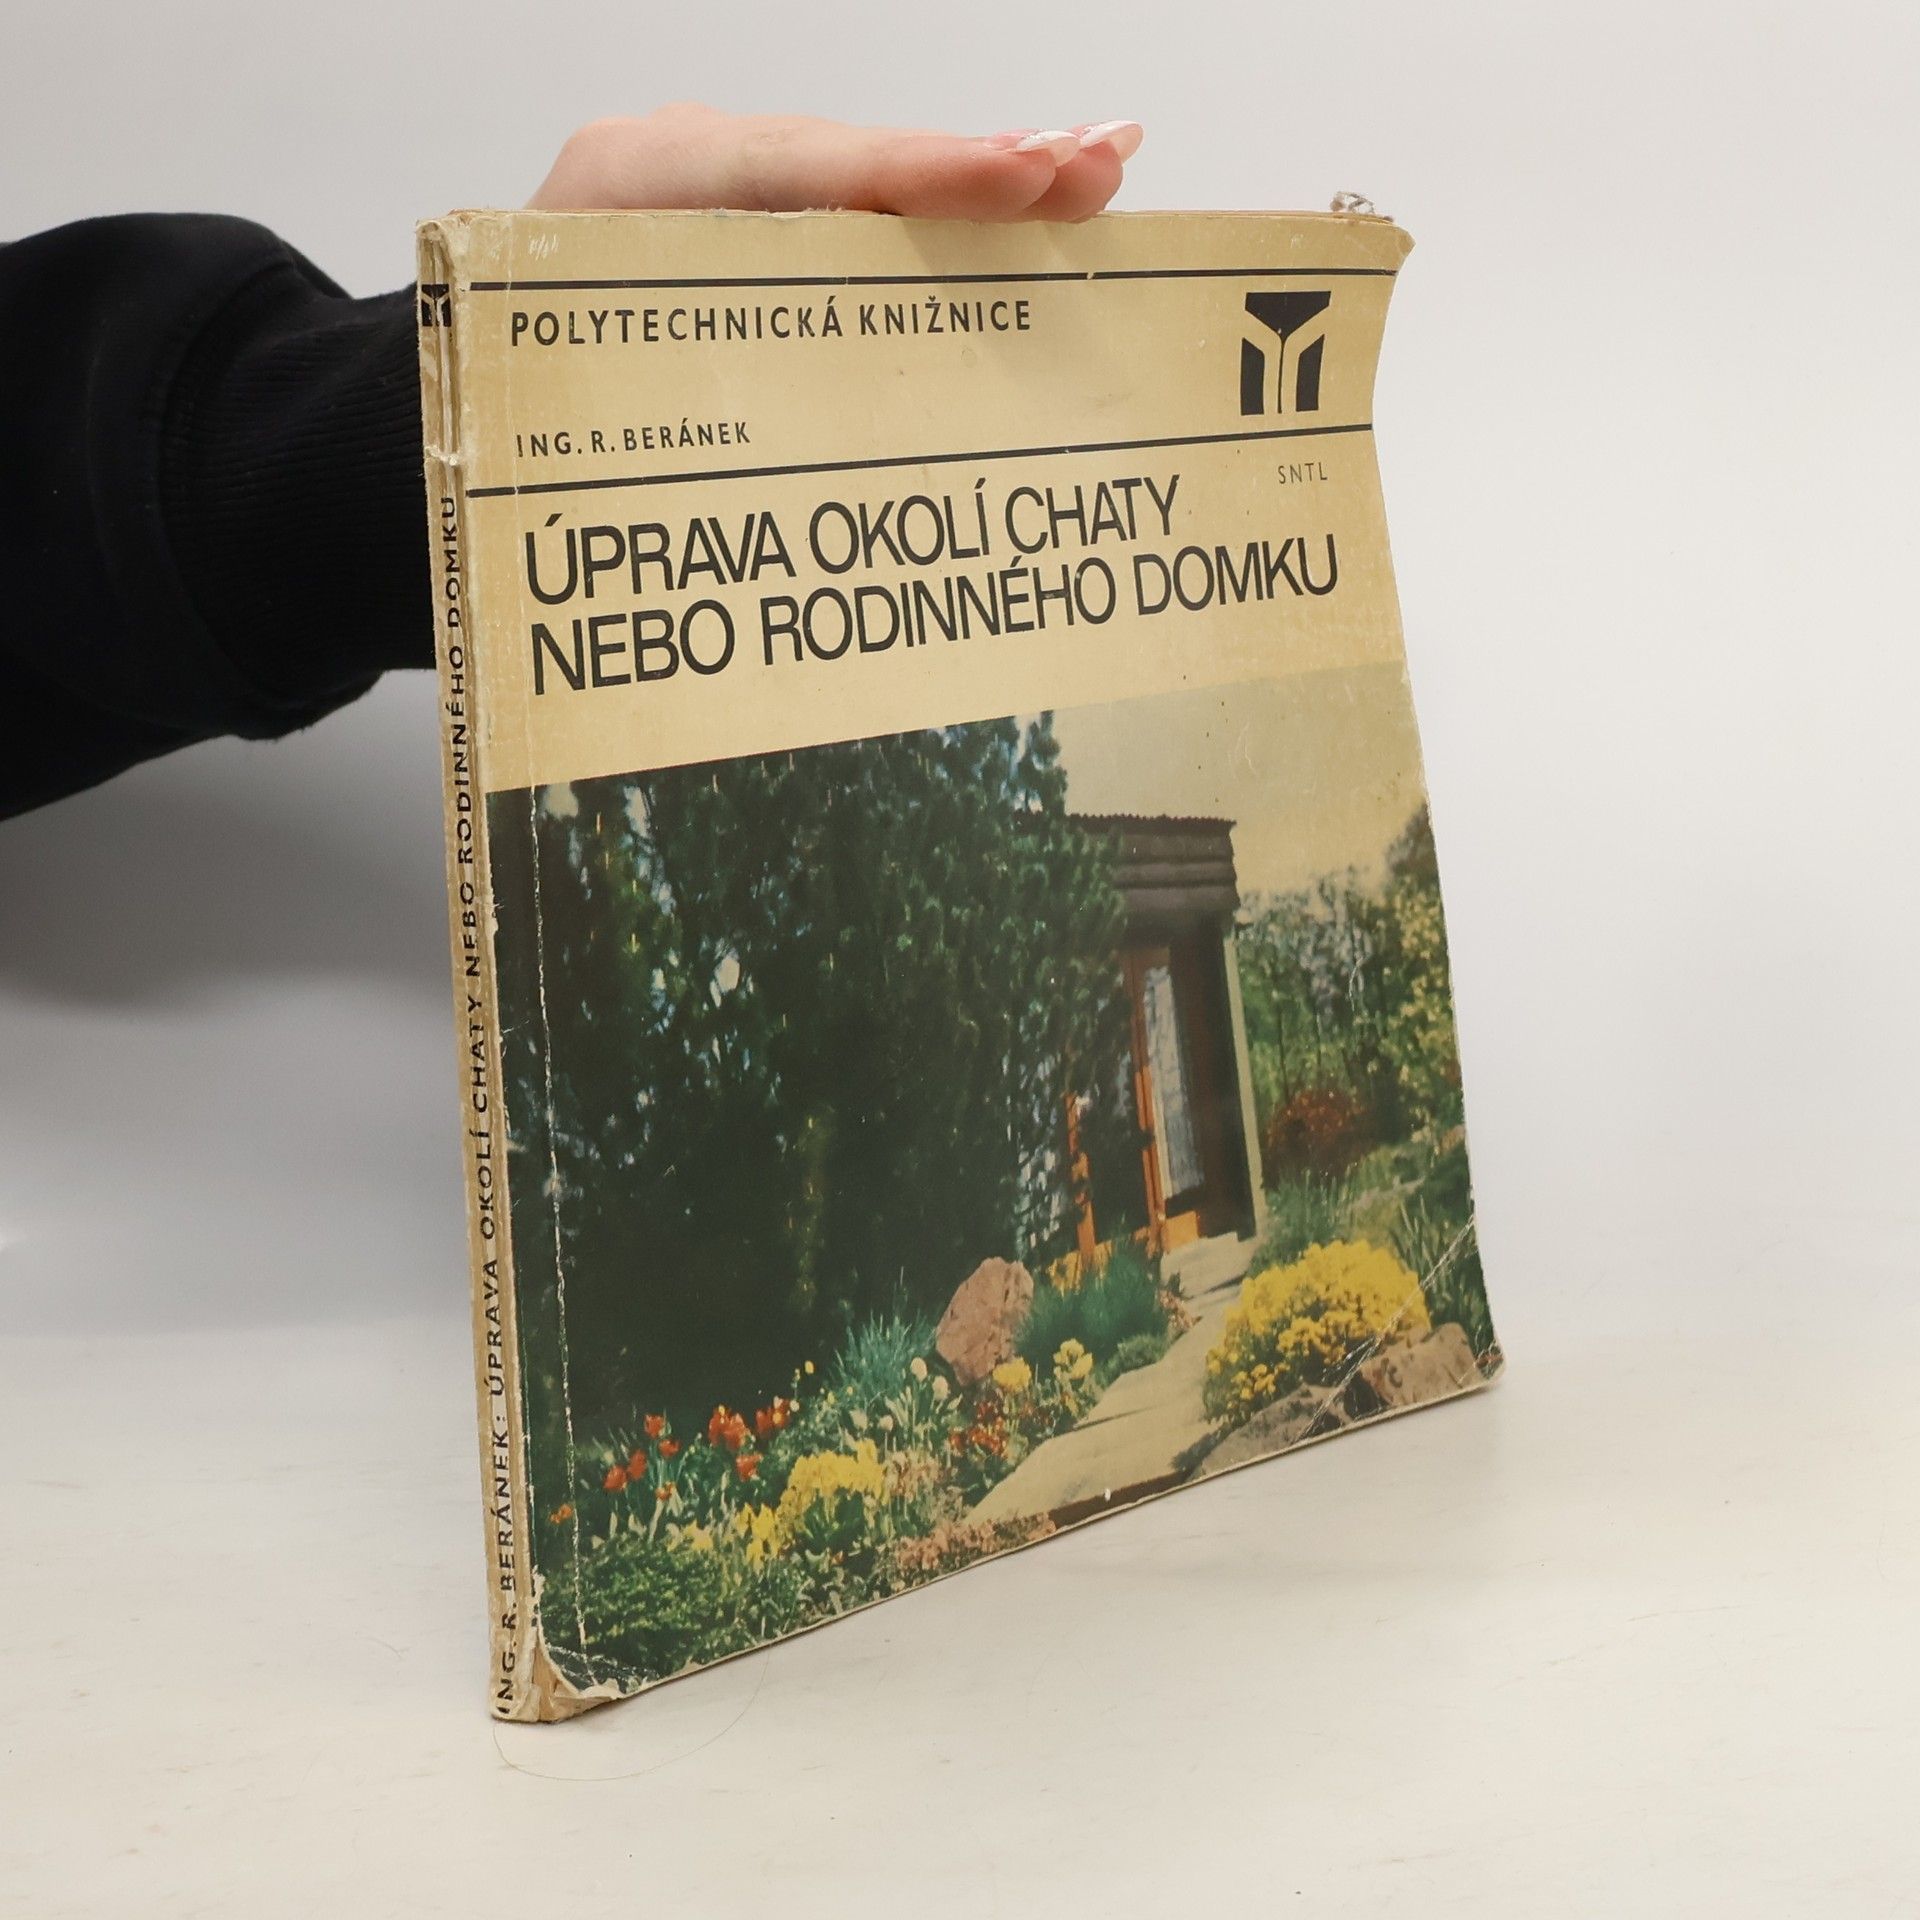 POLYTECHNICKÁ KNIŽNICE
ING. R. BERÁNEK
SNTL
ÚPRAVA OKOLÍ CHATY
NEBO RODINNÉHO DOMKU
ING. R. BERÁNEK: ÚPRAVA OKOLÍ CHATY NEBO RODINNÉHO DOMKU